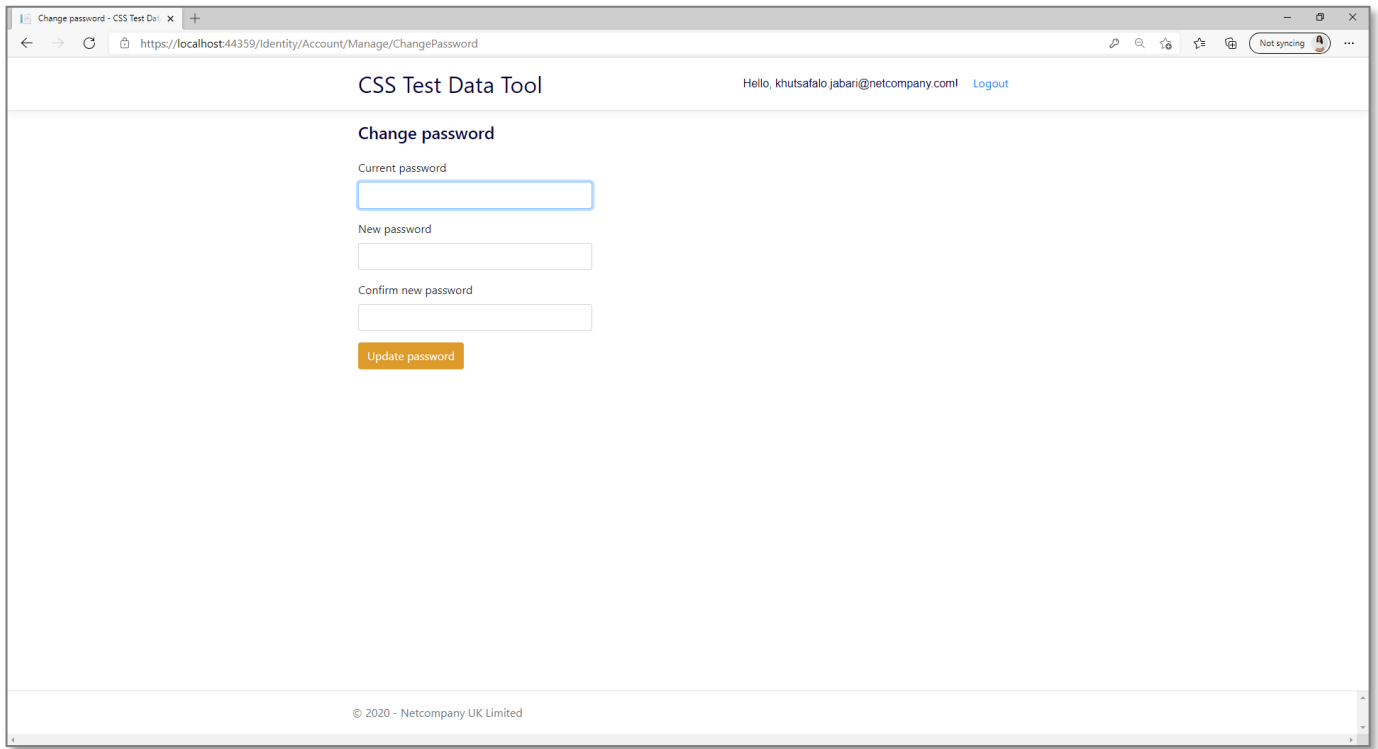 Change password - CSS Test Dat
https://localhost:44359/Identity/Account/Manage/ChangePassword
Not syncing
CSS Test Data Tool
Hello, khutsafalo.jabari@netcompany.com! Logout
Change password
Current password
New password
Confirm new password
Update password
© 2020 - Netcompany UK Limited